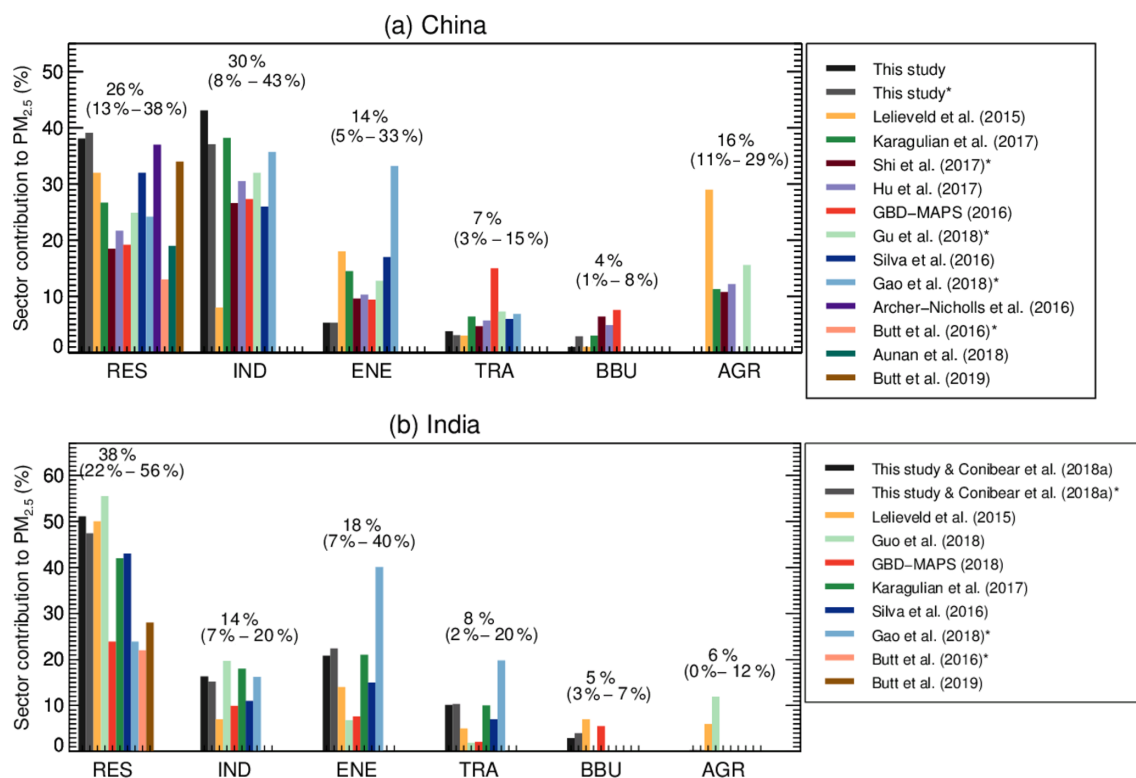 (a) China
Sector contribution to PM2.5 (%)
50
40
30
20
10
0
26 %
(13 %–38 %)
30 %
(8 % – 43 %)
14 %
(5 % – 33 %)
7 %
(3 % – 15 %)
4 %
(1 % – 8 %)
16 %
(11 % – 29 %)
RES
IND
ENE
TRA
BBU
AGR
This study
This study*
Lelieveld et al. (2015)
Karagulian et al. (2017)
Shi et al. (2017)*
Hu et al. (2017)
GBD−MAPS (2016)
Gu et al. (2018)*
Silva et al. (2016)
Gao et al. (2018)*
Archer−Nicholls et al. (2016)
Butt et al. (2016)*
Aunan et al. (2018)
Butt et al. (2019)
(b) India
Sector contribution to PM2.5 (%)
60
50
40
30
20
10
0
38 %
(22 % – 56 %)
14 %
(7 % – 20 %)
18 %
(7 % – 40 %)
8 %
(2 % – 20 %)
5 %
(3 % – 7 %)
6 %
(0 %– 12 %)
RES
IND
ENE
TRA
BBU
AGR
This study & Conibear et al. (2018a)
This study & Conibear et al. (2018a)*
Lelieveld et al. (2015)
Guo et al. (2018)
GBD−MAPS (2018)
Karagulian et al. (2017)
Silva et al. (2016)
Gao et al. (2018)*
Butt et al. (2016)*
Butt et al. (2019)